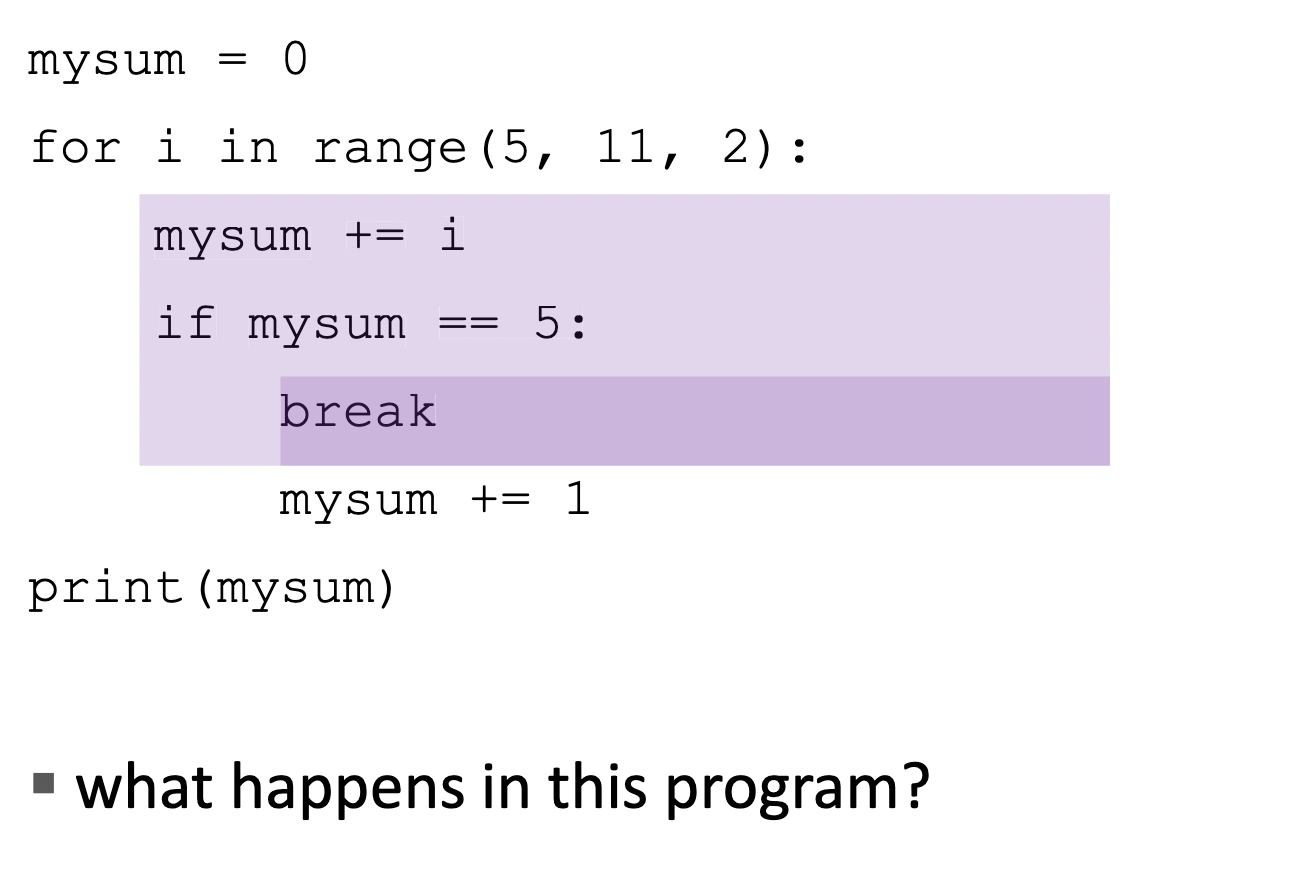 mysum = 0
for i in range(5, 11, 2):
    mysum += i
    if mysum == 5:
        break
        mysum += 1
print(mysum)
▪ what happens in this program?